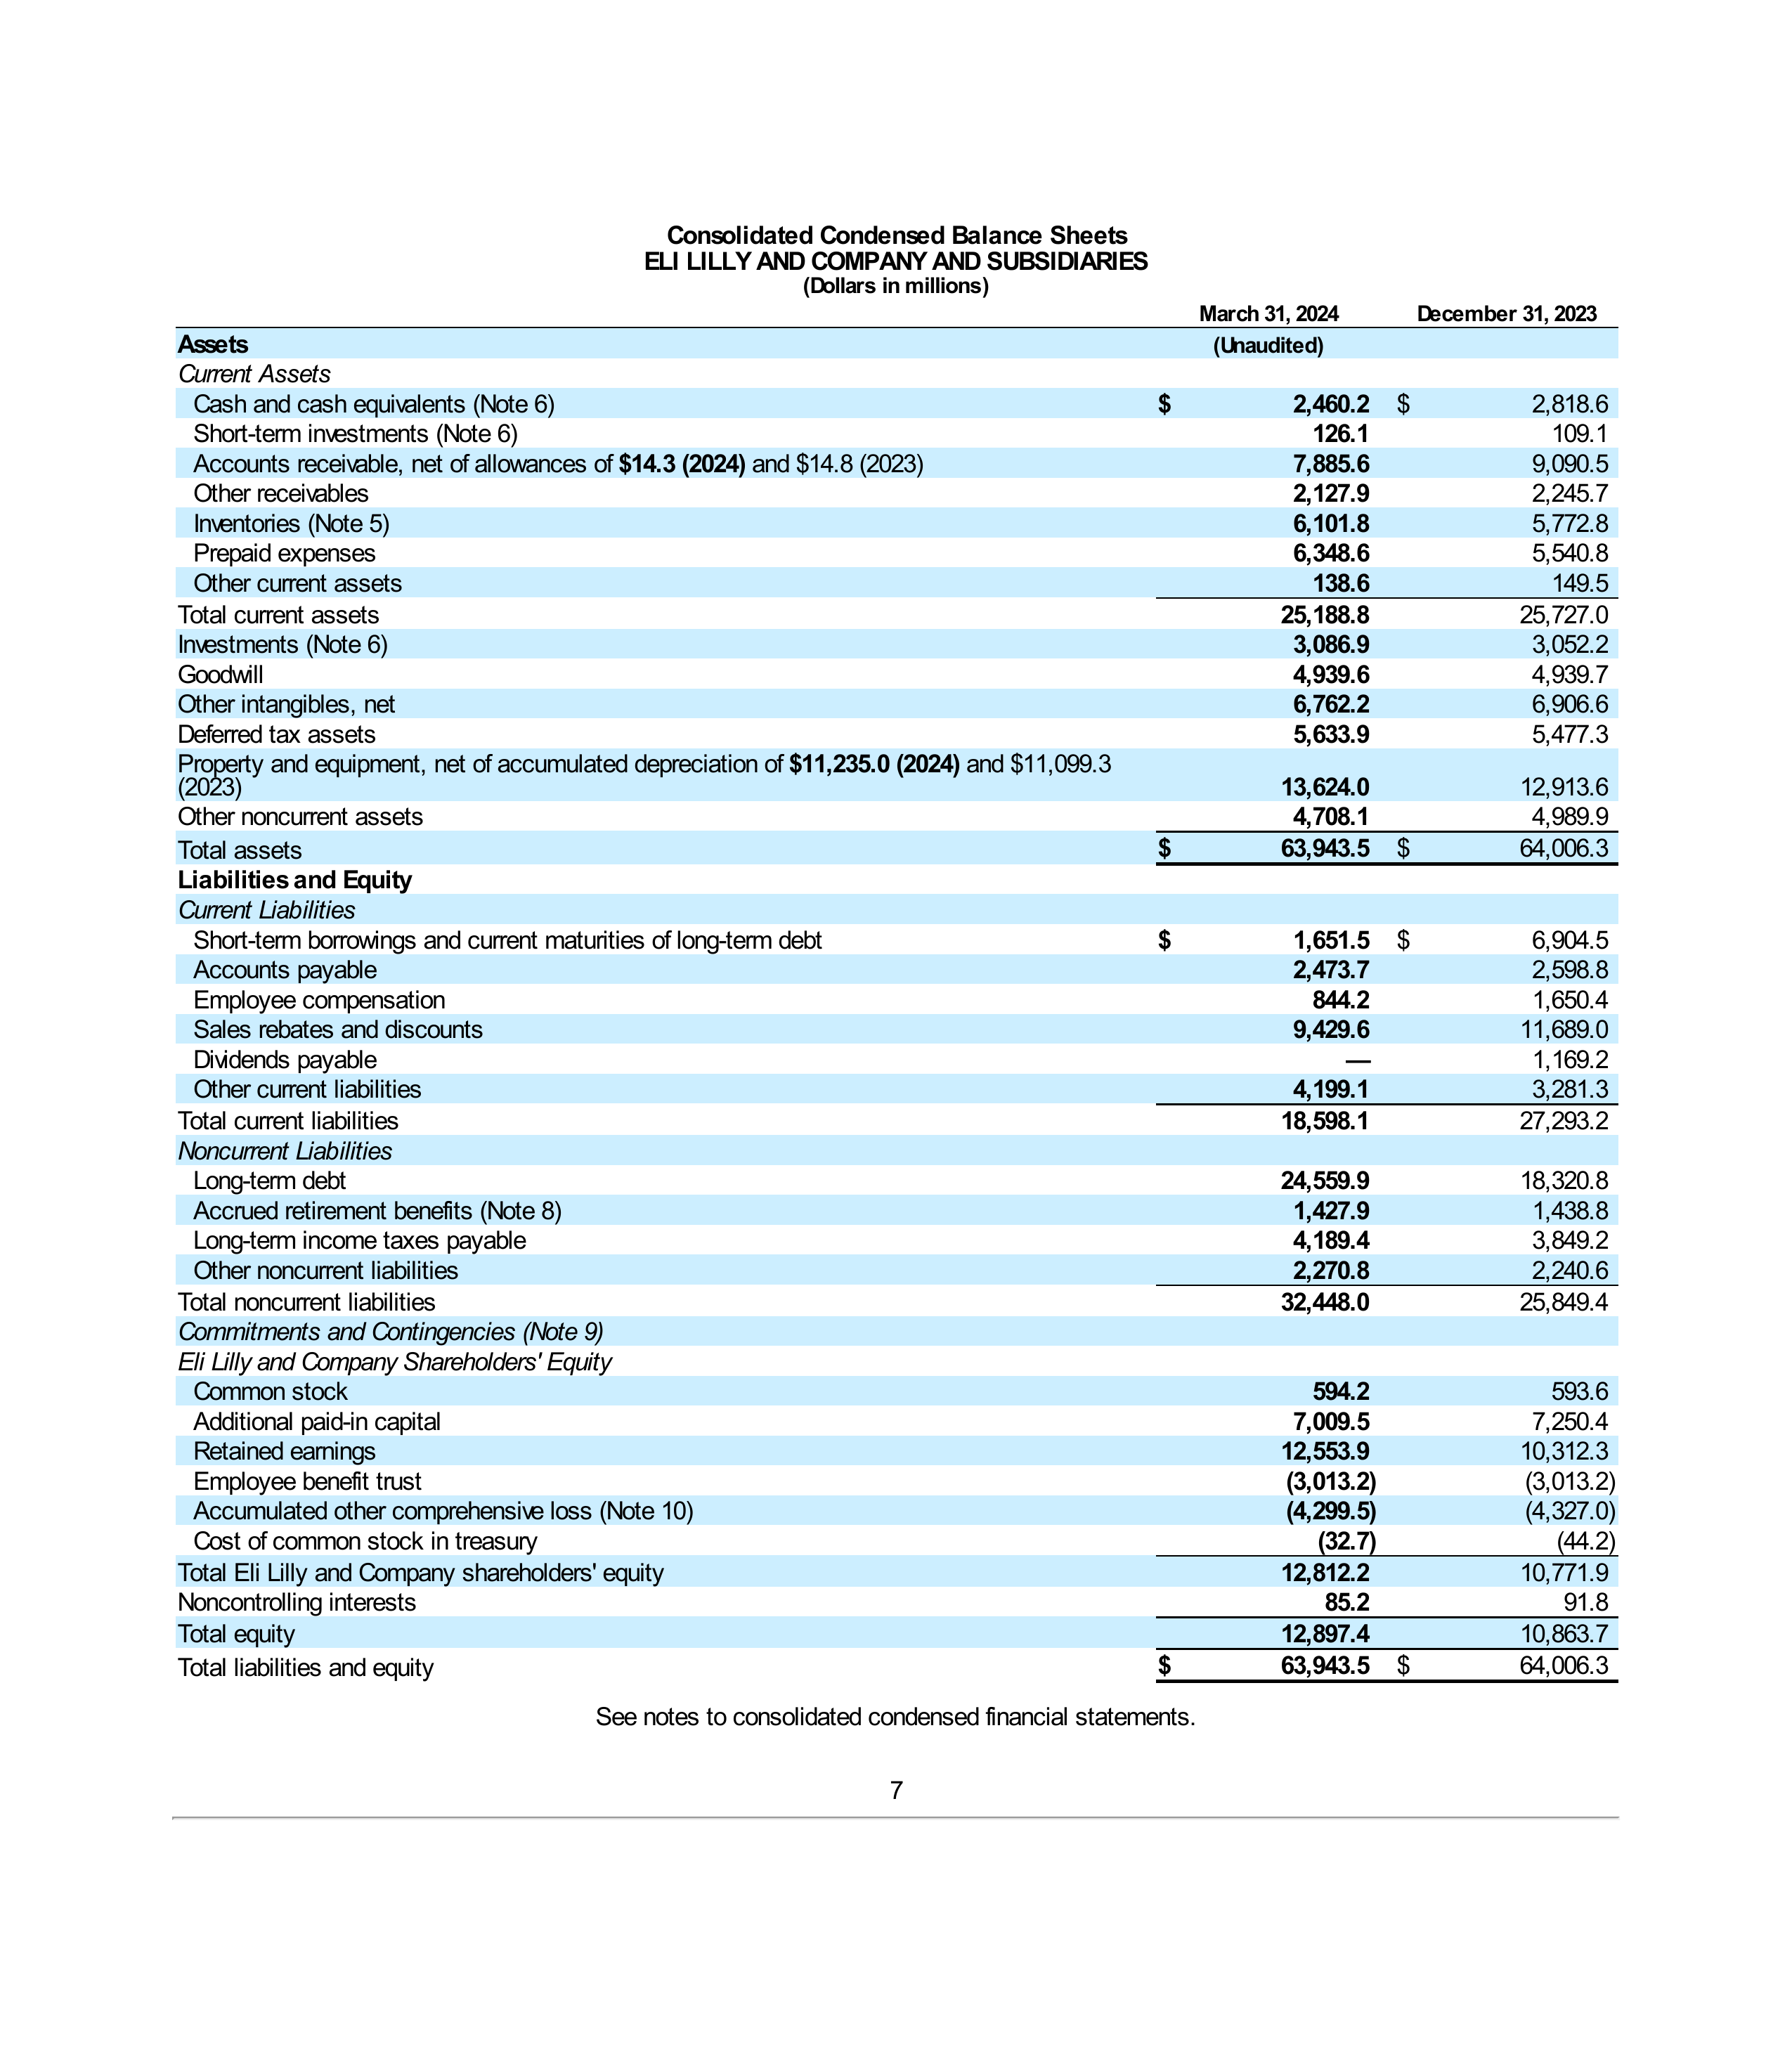 Consolidated Condensed Balance Sheets
ELI LILLY AND COMPANY AND SUBSIDIARIES
(Dollars in millions)
March 31, 2024 December 31, 2023
Assets (Unaudited)
Current Assets
Cash and cash equivalents (Note 6) $ 2,460.2 $ 2,818.6
Short-term investments (Note 6) 126.1 109.1
Accounts receivable, net of allowances of $14.3 (2024) and $14.8 (2023) 7,885.6 9,090.5
Other receivables 2,127.9 2,245.7
Inventories (Note 5) 6,101.8 5,772.8
Prepaid expenses 6,348.6 5,540.8
Other current assets 138.6 149.5
Total current assets 25,188.8 25,727.0
Investments (Note 6) 3,086.9 3,052.2
Goodwill 4,939.6 4,939.7
Other intangibles, net 6,762.2 6,906.6
Deferred tax assets 5,633.9 5,477.3
Property and equipment, net of accumulated depreciation of $11,235.0 (2024) and $11,099.3
(2023) 13,624.0 12,913.6
Other noncurrent assets 4,708.1 4,989.9
Total assets $ 63,943.5 $ 64,006.3
Liabilities and Equity
Current Liabilities
Short-term borrowings and current maturities of long-term debt $ 1,651.5 $ 6,904.5
Accounts payable 2,473.7 2,598.8
Employee compensation 844.2 1,650.4
Sales rebates and discounts 9,429.6 11,689.0
Dividends payable — 1,169.2
Other current liabilities 4,199.1 3,281.3
Total current liabilities 18,598.1 27,293.2
Noncurrent Liabilities
Long-term debt 24,559.9 18,320.8
Accrued retirement benefits (Note 8) 1,427.9 1,438.8
Long-term income taxes payable 4,189.4 3,849.2
Other noncurrent liabilities 2,270.8 2,240.6
Total noncurrent liabilities 32,448.0 25,849.4
Commitments and Contingencies (Note 9)
Eli Lilly and Company Shareholders' Equity
Common stock 594.2 593.6
Additional paid-in capital 7,009.5 7,250.4
Retained earnings 12,553.9 10,312.3
Employee benefit trust (3,013.2) (3,013.2)
Accumulated other comprehensive loss (Note 10) (4,299.5) (4,327.0)
Cost of common stock in treasury (32.7) (44.2)
Total Eli Lilly and Company shareholders' equity 12,812.2 10,771.9
Noncontrolling interests 85.2 91.8
Total equity 12,897.4 10,863.7
Total liabilities and equity $ 63,943.5 $ 64,006.3
See notes to consolidated condensed financial statements.
7